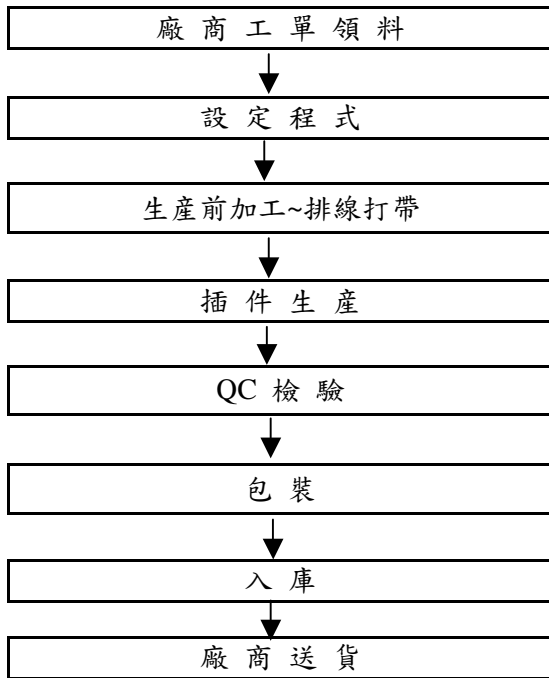 廠商工單領料
設定程式
生產前加工~排線打帶
插件生產
QC 檢驗
包裝
入庫
廠商送貨